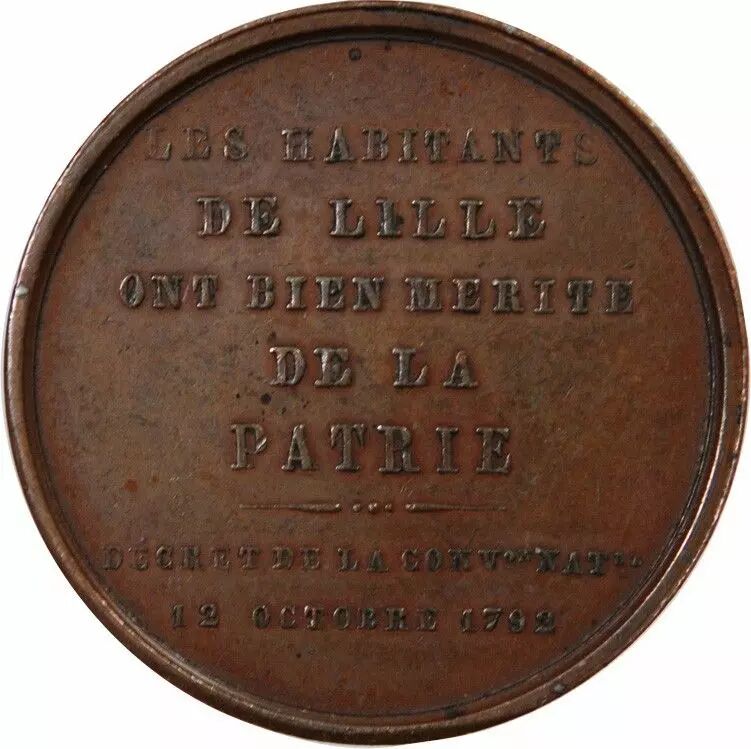 LES HABITANTS
DE LILLE
ONT BIEN MERITE
DE LA
PATRIE
DECRET DE LA CONV.ON NAT.LE
12 OCTOBRE 1792